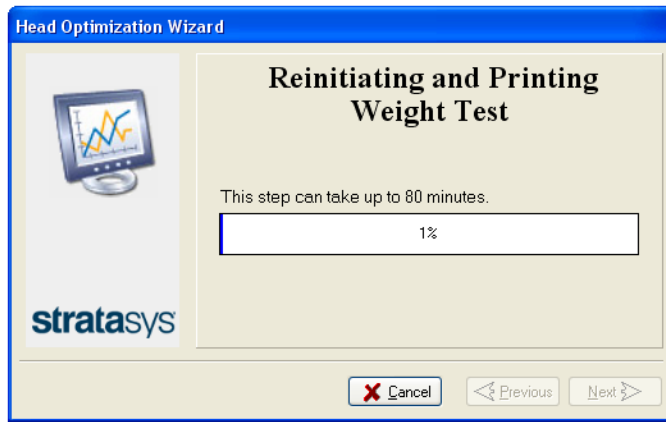 Head Optimization Wizard
Reinitiating and Printing
Weight Test
This step can take up to 80 minutes.
1%
stratasys
Cancel
Previous
Next